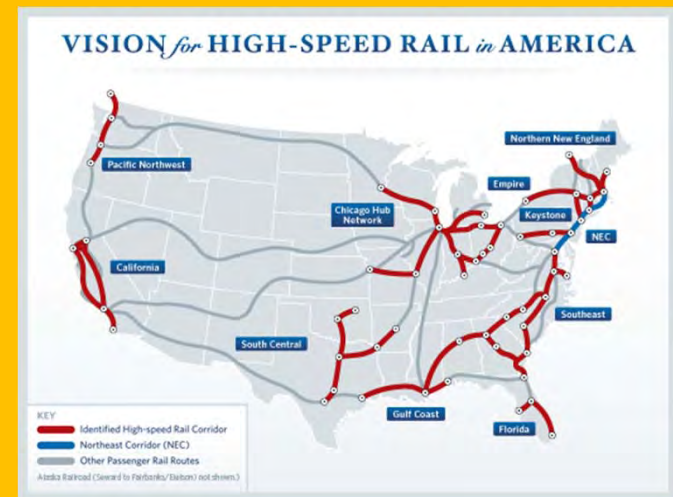 VISION for HIGH-SPEED RAIL in AMERICA
Northern New England
Pacific Northwest
Empire
Chicago Hub
Network
Keystone
NEC
California
Southeast
South Central
Gulf Coast
Florida
KEY
Identified High-speed Rail Corridor
Northeast Corridor (NEC)
Other Passenger Rail Routes
Alaska Railroad (Seward to Fairbanks/Eielson) not shown.)